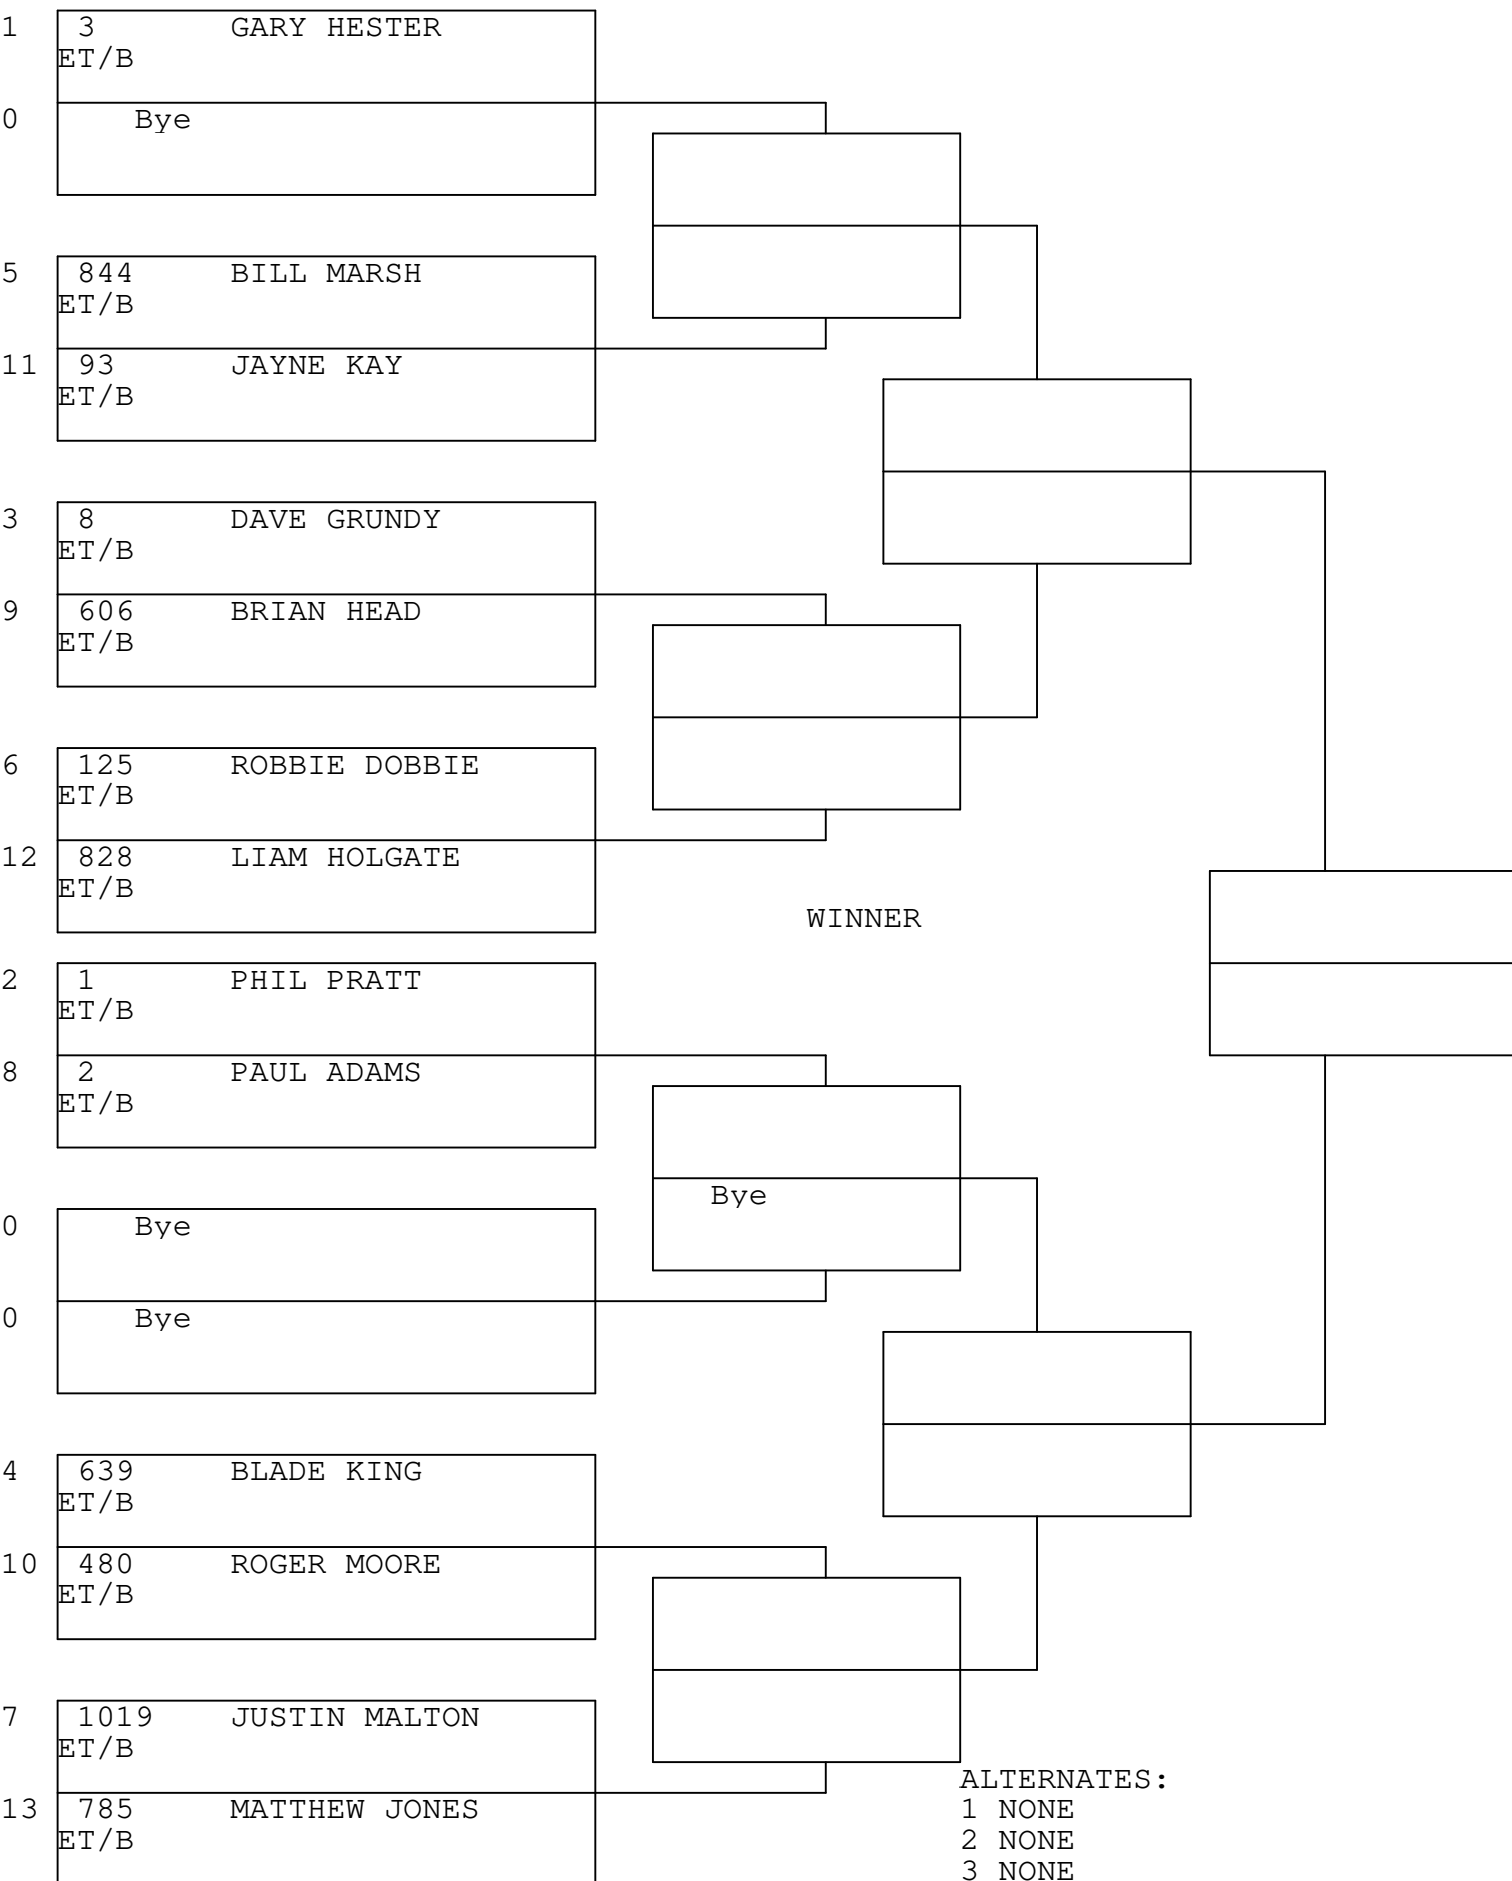 1 3 GARY HESTER
ET/B
0 Bye
5 844 BILL MARSH
ET/B
11 93 JAYNE KAY
ET/B
3 8 DAVE GRUNDY
ET/B
9 606 BRIAN HEAD
ET/B
6 125 ROBBIE DOBBIE
ET/B
12 828 LIAM HOLGATE
ET/B
WINNER
2 1 PHIL PRATT
ET/B
8 2 PAUL ADAMS
ET/B
Bye
0 Bye
0 Bye
4 639 BLADE KING
ET/B
10 480 ROGER MOORE
ET/B
7 1019 JUSTIN MALTON
ET/B
13 785 MATTHEW JONES
ET/B
ALTERNATES:
1 NONE
2 NONE
3 NONE